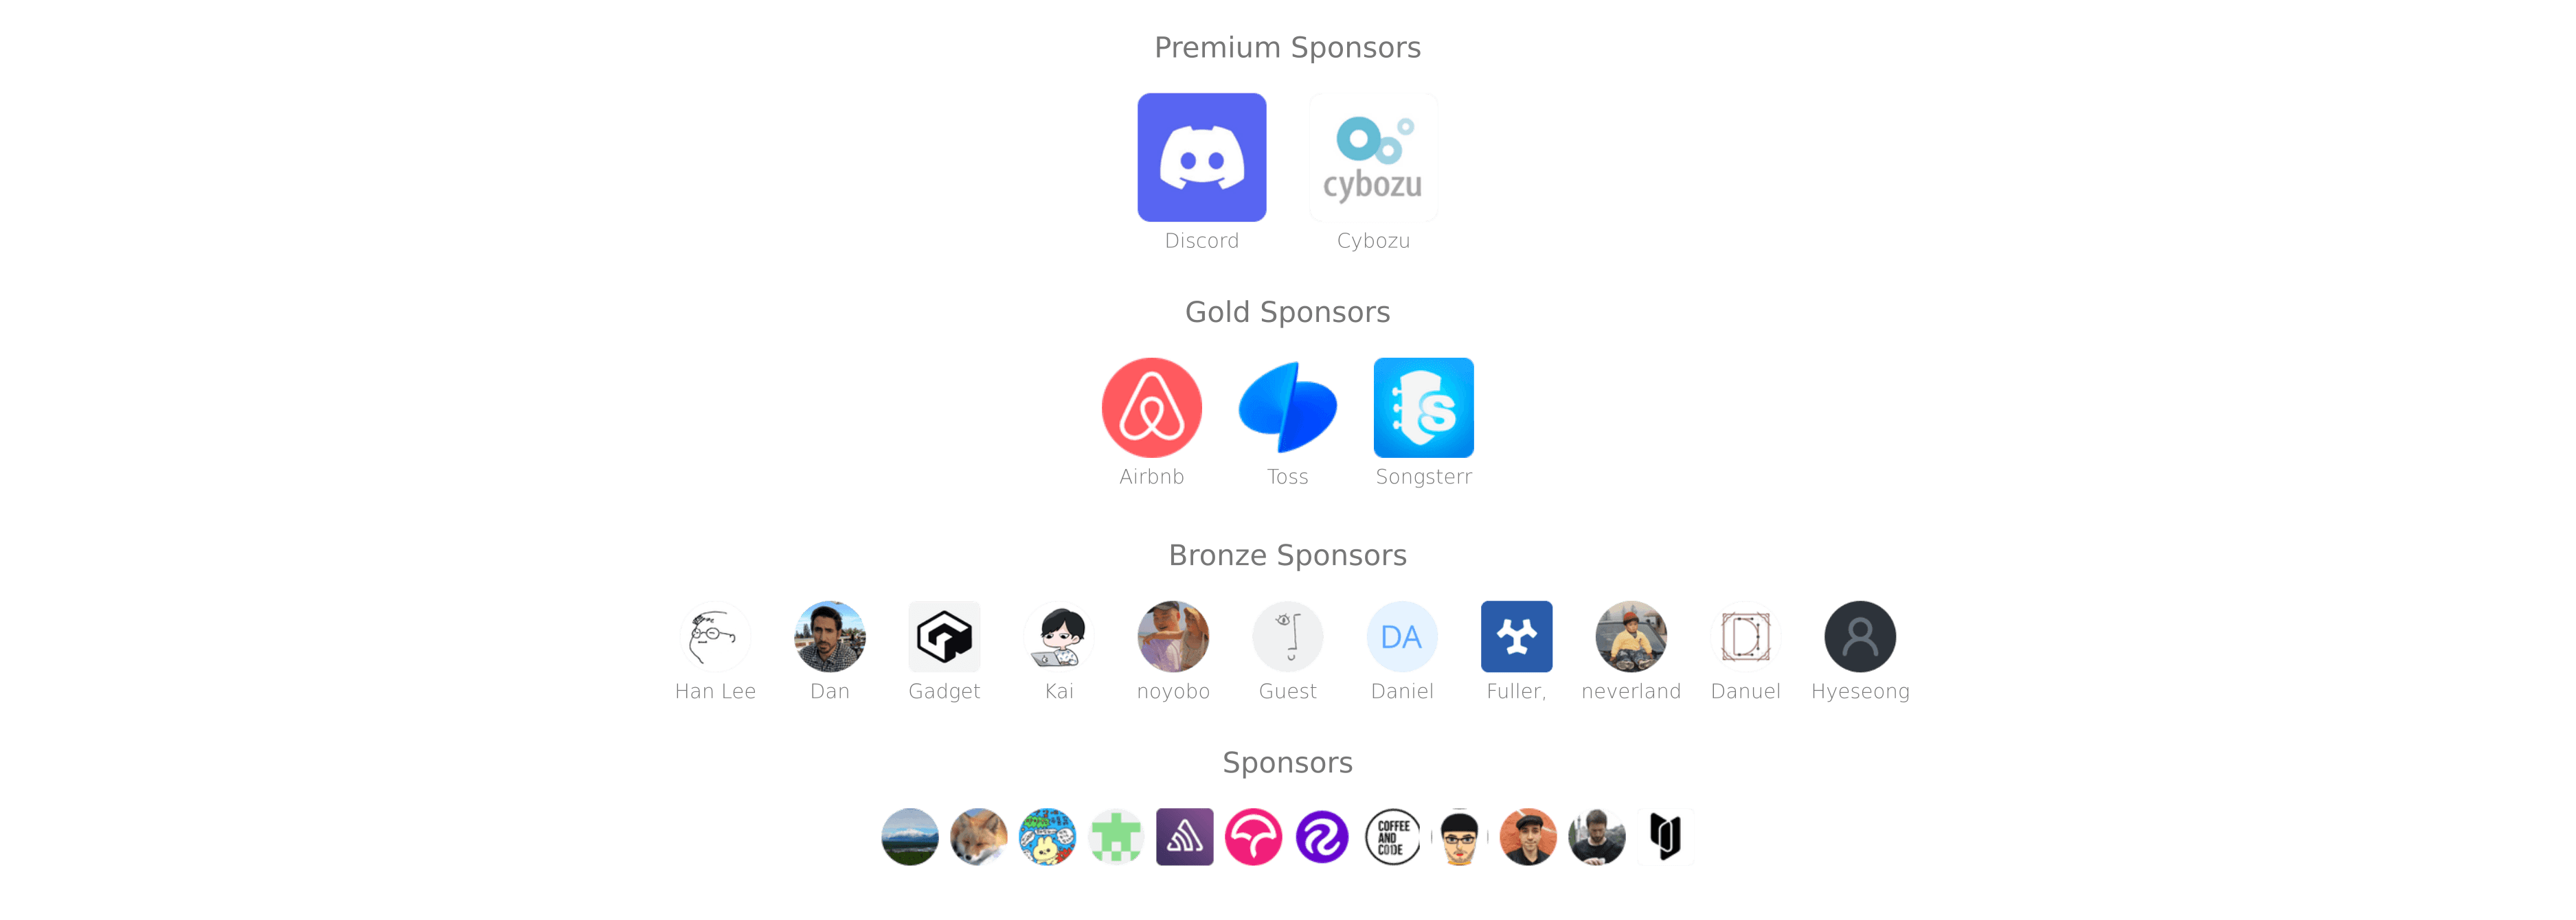 Premium Sponsors
cybozu
Discord Cybozu
Gold Sponsors
S
Airbnb Toss Songsterr
Bronze Sponsors
DA D
Han Lee Dan Gadget Kai noyobo Guest Daniel Fuller, neverland Danuel Hyeseong
Sponsors
COFFEE
AND
CODE